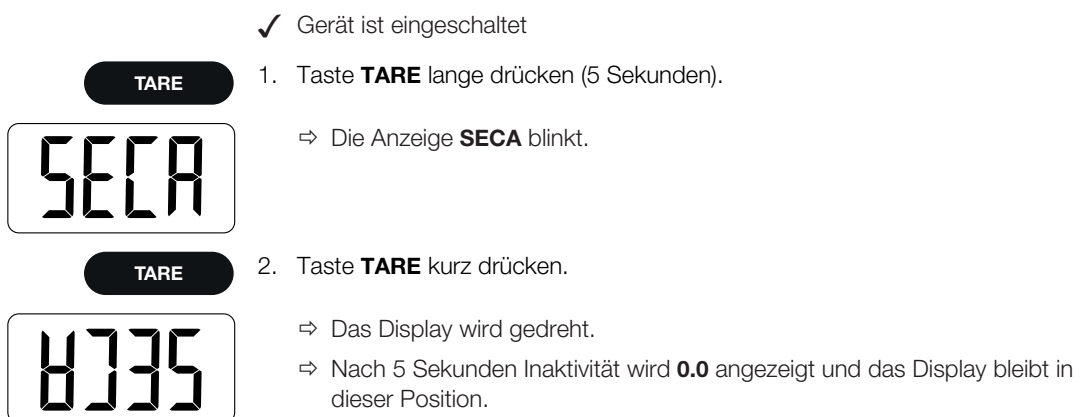 ✓ Gerät ist eingeschaltet
TARE
1. Taste TARE lange drücken (5 Sekunden).
SECA
⇨ Die Anzeige SECA blinkt.
TARE
2. Taste TARE kurz drücken.
SECA
⇨ Das Display wird gedreht.
⇨ Nach 5 Sekunden Inaktivität wird 0.0 angezeigt und das Display bleibt in
dieser Position.